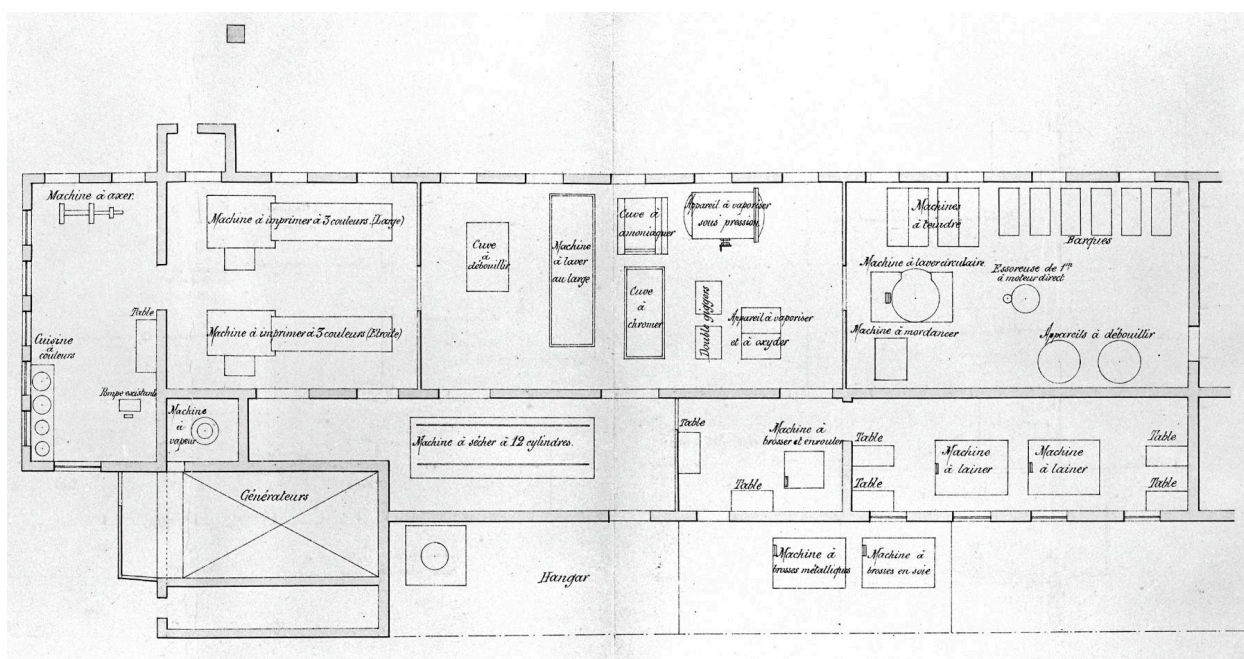 Machine à axer.
Machine à imprimer à 3 couleurs.(Large)
Table
Machine à imprimer à 3 couleurs (Etroite)
Cuisine
à
couleurs
Pompe existante
Machine
à
vapeur
Générateurs
Cuve
à
débouillir
Machine
à laver
au large
Cuve à
amoniaquer
Appareil à vaporiser
sous pression
Cuve
à
chromer
Double giggers
Appareil à vaporiser
et à oxyder
Machines
à teindre
Barques
Machine à laver circulaire
Essoreuse de 1m
à moteur direct
Machine à mordancer
Appareils à débouillir
Machine à sécher à 12 cylindres.
Table
Machine à
brosser et enrouler
Table
Table
Table
Machine
à lainer
Machine
à lainer
Table
Table
Hangar
Machine à
brosses métalliques
Machine à
brosses en soie